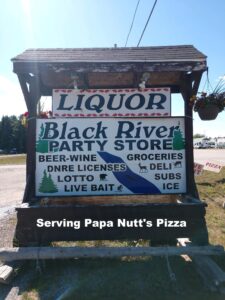 LIQUOR
Black River
PARTY STORE
BEER-WINE GROCERIES
DNRE LICENSES DELI
LOTTO SUBS
LIVE BAIT ICE
Serving Papa Nutt's Pizza
PIZZA